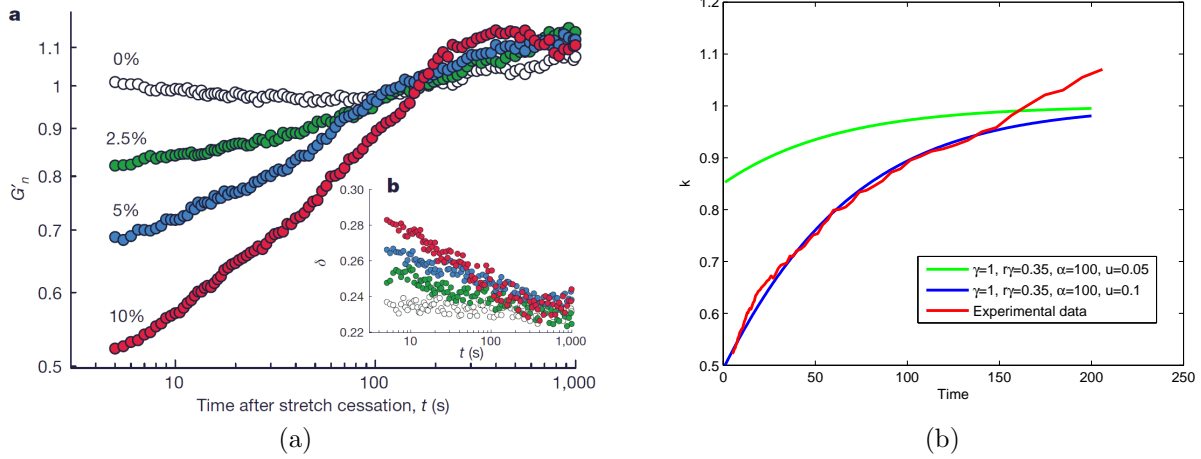 a
G'n
1.1
1
0.9
0.8
0.7
0.6
0.5
0%
2.5%
5%
10%
10
100
1,000
Time after stretch cessation, t (s)
b
δ
0.30
0.28
0.26
0.24
0.22
10
100
1,000
t (s)
(a)
k
1.2
1.1
1
0.9
0.8
0.7
0.6
0.5
0
50
100
150
200
250
Time
γ=1, rγ=0.35, α=100, u=0.05
γ=1, rγ=0.35, α=100, u=0.1
Experimental data
(b)